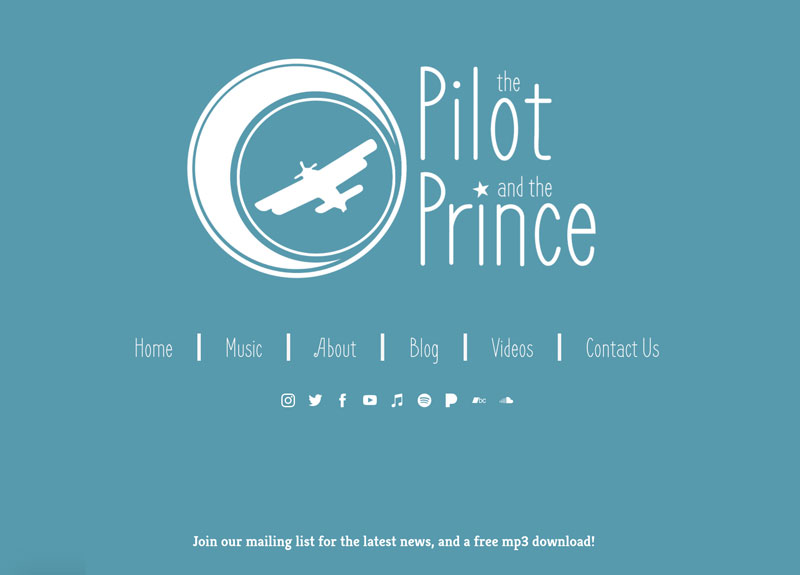 the
Pilot
and the
Prince
Home | Music | About | Blog | Videos | Contact Us
bc
Join our mailing list for the latest news, and a free mp3 download!